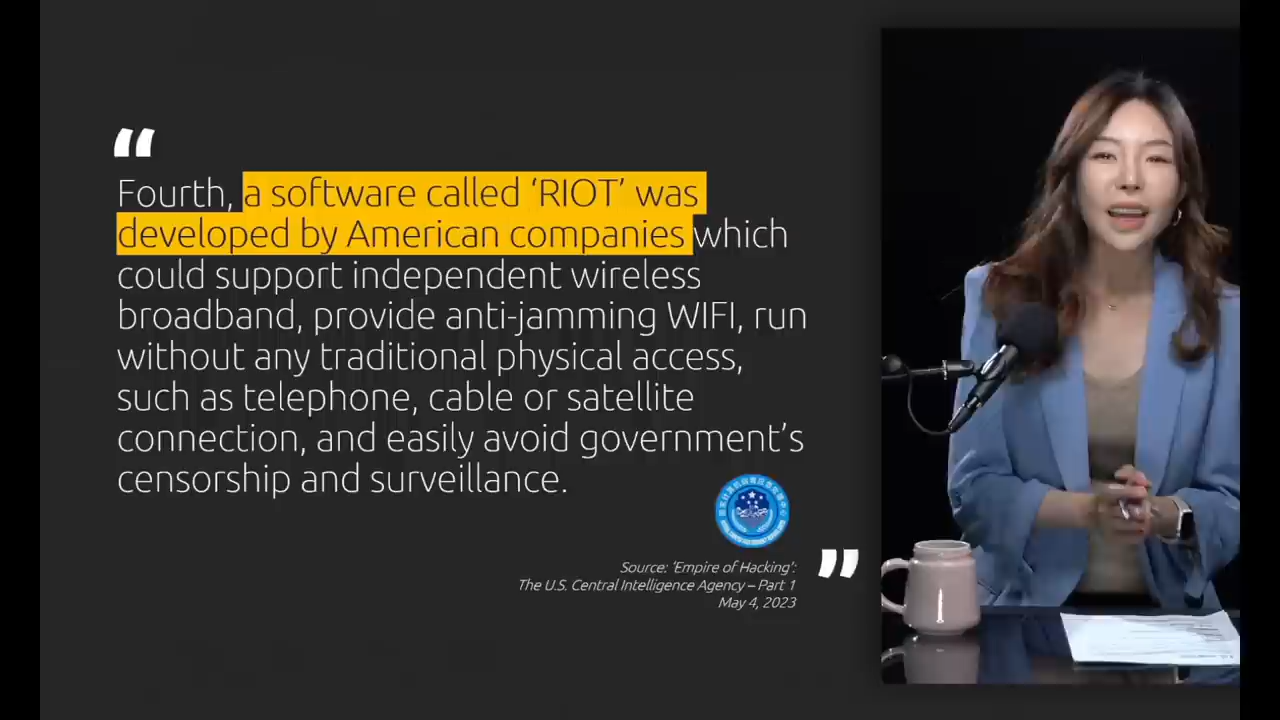 “
Fourth, a software called ‘RIOT’ was
developed by American companies which
could support independent wireless
broadband, provide anti-jamming WIFI, run
without any traditional physical access,
such as telephone, cable or satellite
connection, and easily avoid government’s
censorship and surveillance.
”
Source: ‘Empire of Hacking’:
The U.S. Central Intelligence Agency – Part 1
May 4, 2023